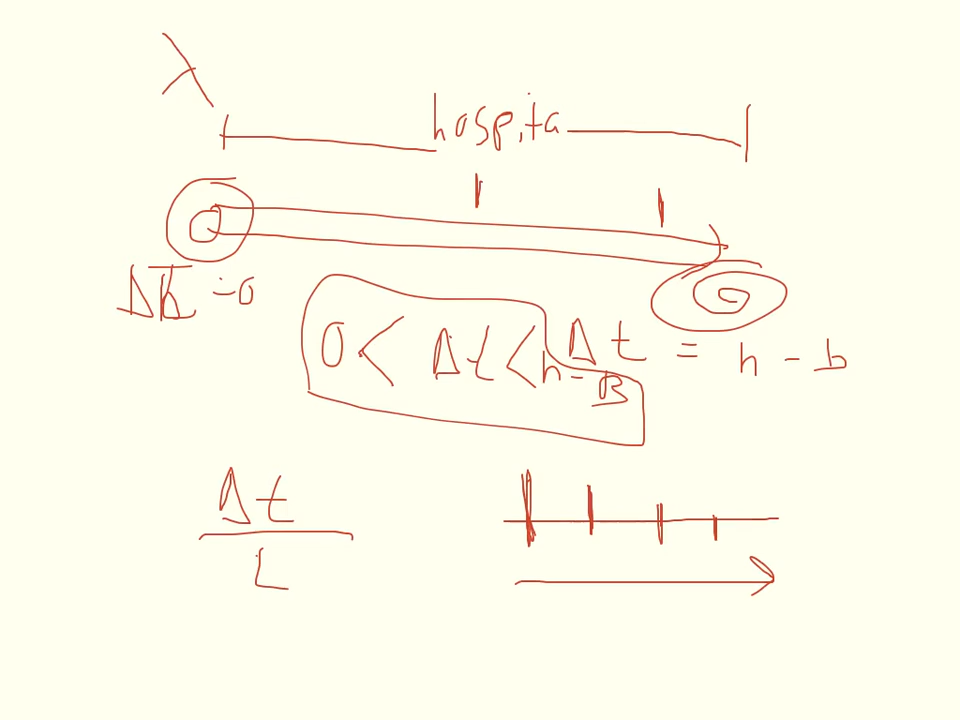 λ
hospita
Δt = 0
0 < Δt < h - B
Δt = h - b
Δt
L